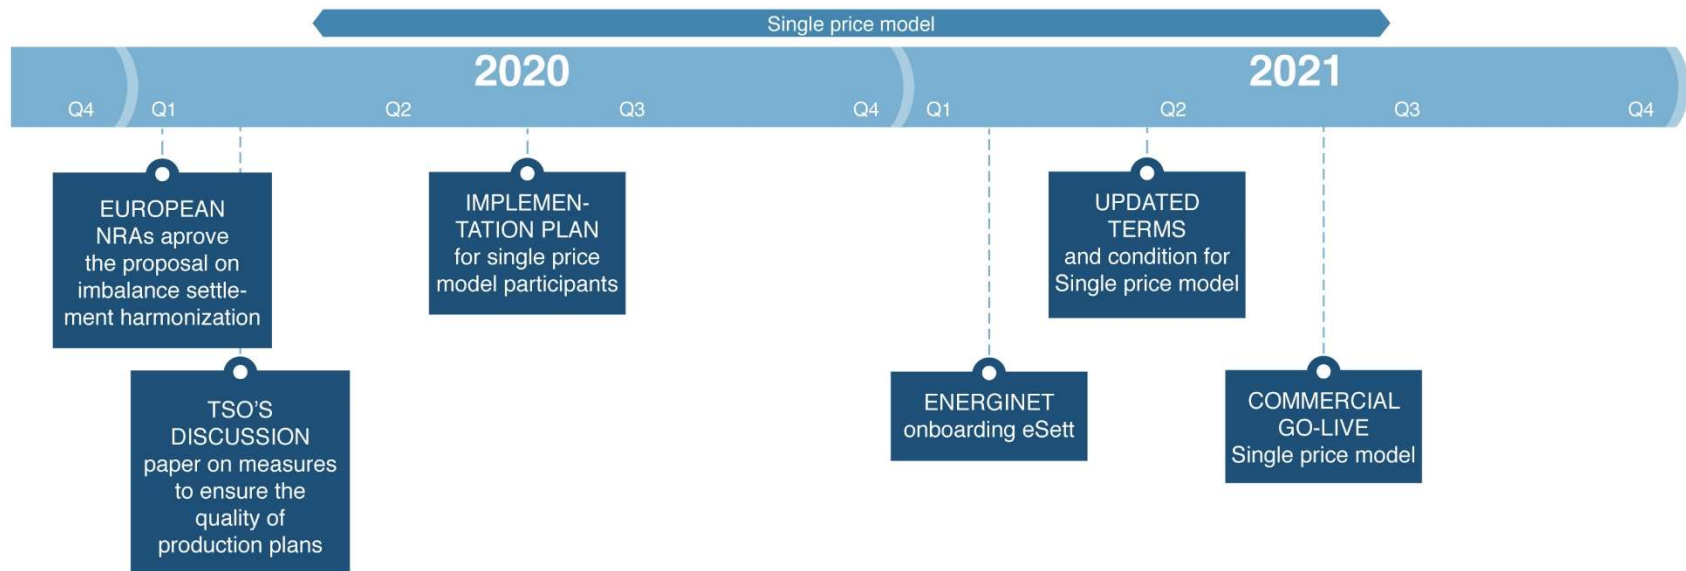 Single price model
2020
2021
Q4
Q1
Q2
Q3
Q4
Q1
Q2
Q3
Q4
EUROPEAN
NRAs aprove
the proposal on
imbalance settle-
ment harmonization
TSO'S
DISCUSSION
paper on measures
to ensure the
quality of
production plans
IMPLEMEN-
TATION PLAN
for single price
model participants
ENERGINET
onboarding eSett
UPDATED
TERMS
and condition for
Single price model
COMMERCIAL
GO-LIVE
Single price model